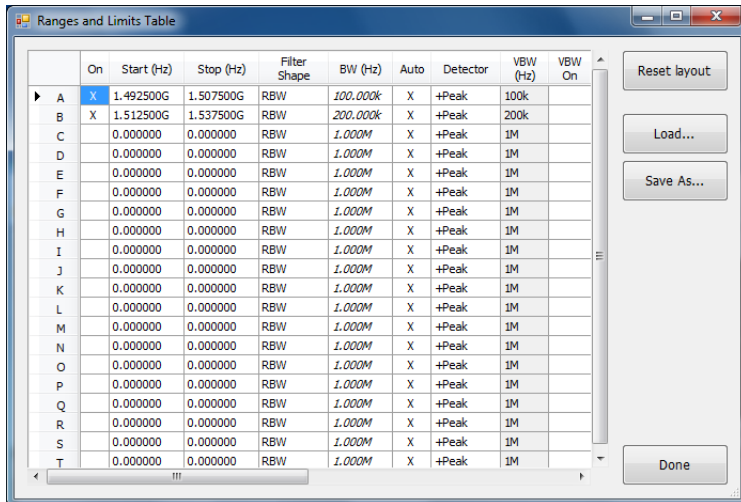 Ranges and Limits Table
On Start (Hz) Stop (Hz) Filter Shape BW (Hz) Auto Detector VBW (Hz) VBW On
A X 1.492500G 1.507500G RBW 100.000k X +Peak 100k
B X 1.512500G 1.537500G RBW 200.000k X +Peak 200k
C 0.000000 0.000000 RBW 1.000M X +Peak 1M
D 0.000000 0.000000 RBW 1.000M X +Peak 1M
E 0.000000 0.000000 RBW 1.000M X +Peak 1M
F 0.000000 0.000000 RBW 1.000M X +Peak 1M
G 0.000000 0.000000 RBW 1.000M X +Peak 1M
H 0.000000 0.000000 RBW 1.000M X +Peak 1M
I 0.000000 0.000000 RBW 1.000M X +Peak 1M
J 0.000000 0.000000 RBW 1.000M X +Peak 1M
K 0.000000 0.000000 RBW 1.000M X +Peak 1M
L 0.000000 0.000000 RBW 1.000M X +Peak 1M
M 0.000000 0.000000 RBW 1.000M X +Peak 1M
N 0.000000 0.000000 RBW 1.000M X +Peak 1M
O 0.000000 0.000000 RBW 1.000M X +Peak 1M
P 0.000000 0.000000 RBW 1.000M X +Peak 1M
Q 0.000000 0.000000 RBW 1.000M X +Peak 1M
R 0.000000 0.000000 RBW 1.000M X +Peak 1M
S 0.000000 0.000000 RBW 1.000M X +Peak 1M
T 0.000000 0.000000 RBW 1.000M X +Peak 1M
Reset layout
Load...
Save As...
Done